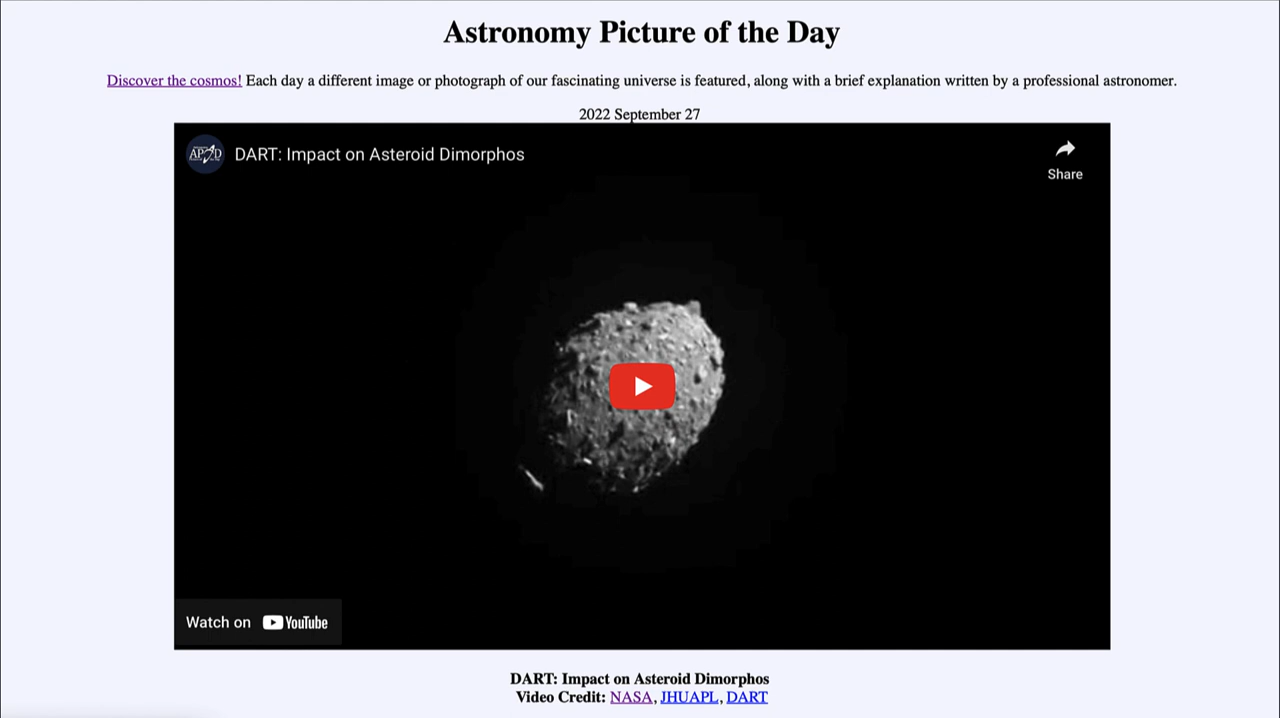 Astronomy Picture of the Day
Discover the cosmos! Each day a different image or photograph of our fascinating universe is featured, along with a brief explanation written by a professional astronomer.
2022 September 27
APOD DART: Impact on Asteroid Dimorphos
Share
Watch on YouTube
DART: Impact on Asteroid Dimorphos
Video Credit: NASA, JHUAPL, DART